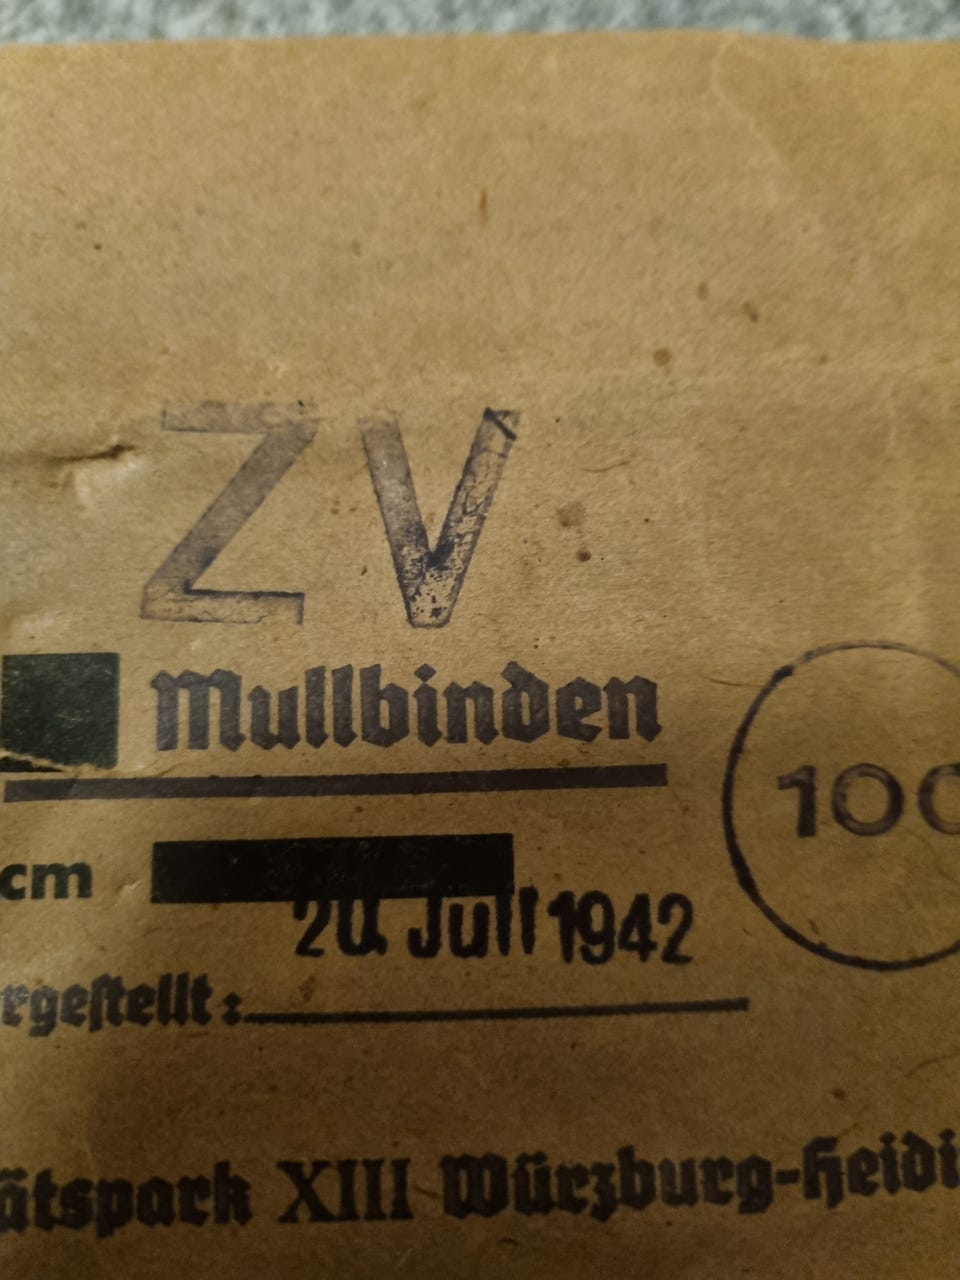 ZV
Mullbinden
100
cm
20. Juli 1942
rgestellt:
ätspark XIII Würzburg-Heidi